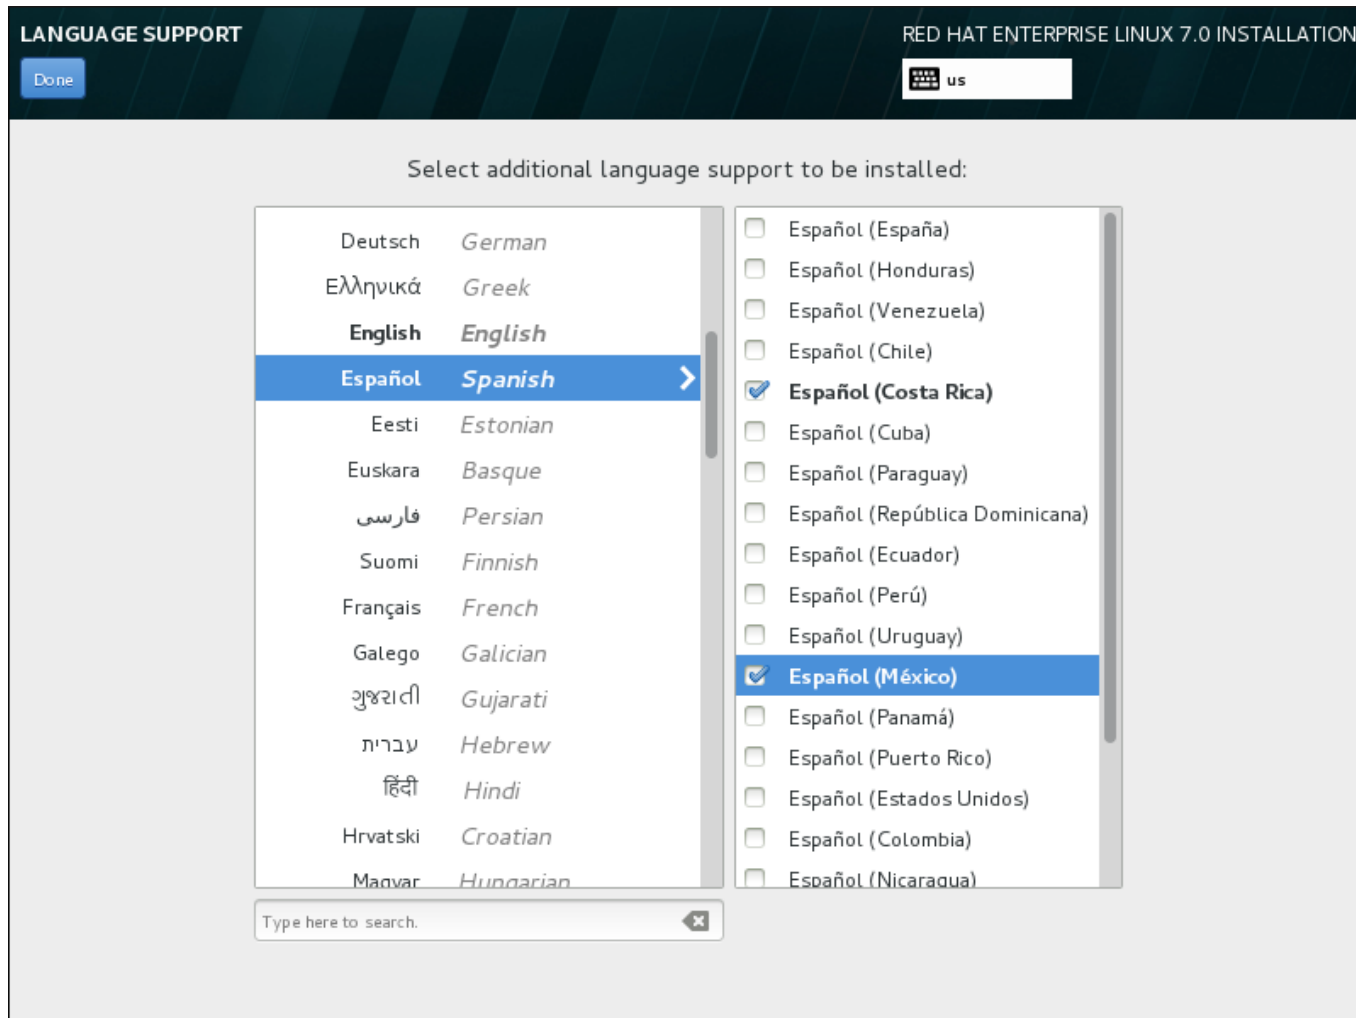 LANGUAGE SUPPORT
RED HAT ENTERPRISE LINUX 7.0 INSTALLATION
Done
us
Select additional language support to be installed:
Deutsch German
Ελληνικά Greek
English English
Español Spanish
Eesti Estonian
Euskara Basque
فارسی Persian
Suomi Finnish
Français French
Galego Galician
ગુજરાતી Gujarati
עברית Hebrew
हिंदी Hindi
Hrvatski Croatian
Magyar Hungarian
Type here to search.
Español (España)
Español (Honduras)
Español (Venezuela)
Español (Chile)
Español (Costa Rica)
Español (Cuba)
Español (Paraguay)
Español (República Dominicana)
Español (Ecuador)
Español (Perú)
Español (Uruguay)
Español (México)
Español (Panamá)
Español (Puerto Rico)
Español (Estados Unidos)
Español (Colombia)
Español (Nicaragua)